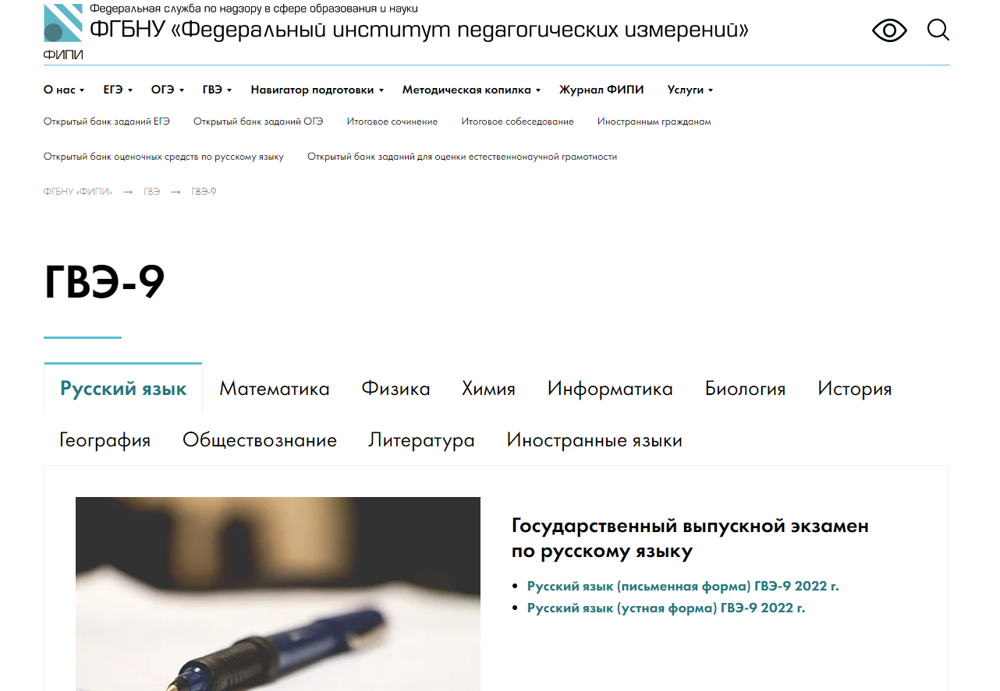 Федеральная служба по надзору в сфере образования и науки
ФГБНУ «Федеральный институт педагогических измерений»
ФИПИ
О нас ЕГЭ ОГЭ ГВЭ Навигатор подготовки Методическая копилка Журнал ФИПИ Услуги
Открытый банк заданий ЕГЭ Открытый банк заданий ОГЭ Итоговое сочинение Итоговое собеседование Иностранным гражданам
Открытый банк оценочных средств по русскому языку Открытый банк заданий для оценки естественнонаучной грамотности
ФГБНУ «ФИПИ» → ГВЭ → ГВЭ-9
ГВЭ-9
Русский язык Математика Физика Химия Информатика Биология История
География Обществознание Литература Иностранные языки
Государственный выпускной экзамен
по русскому языку
• Русский язык (письменная форма) ГВЭ-9 2022 г.
• Русский язык (устная форма) ГВЭ-9 2022 г.